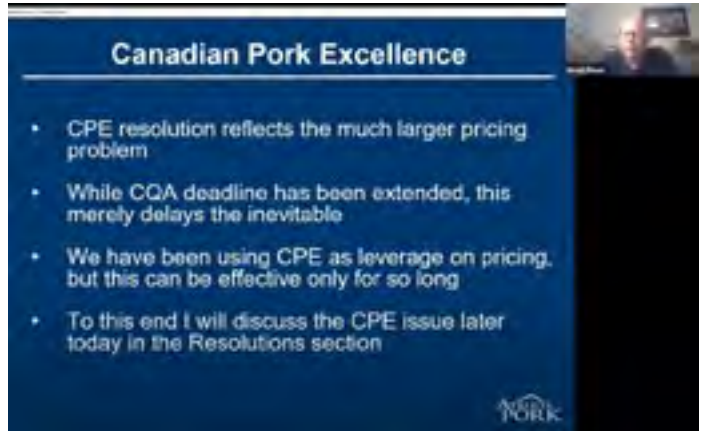 Canadian Pork Excellence
• CPE resolution reflects the much larger pricing
problem
• While CQA deadline has been extended, this
merely delays the inevitable
• We have been using CPE as leverage on pricing,
but this can be effective only for so long
• To this end I will discuss the CPE issue later
today in the Resolutions section
PORK